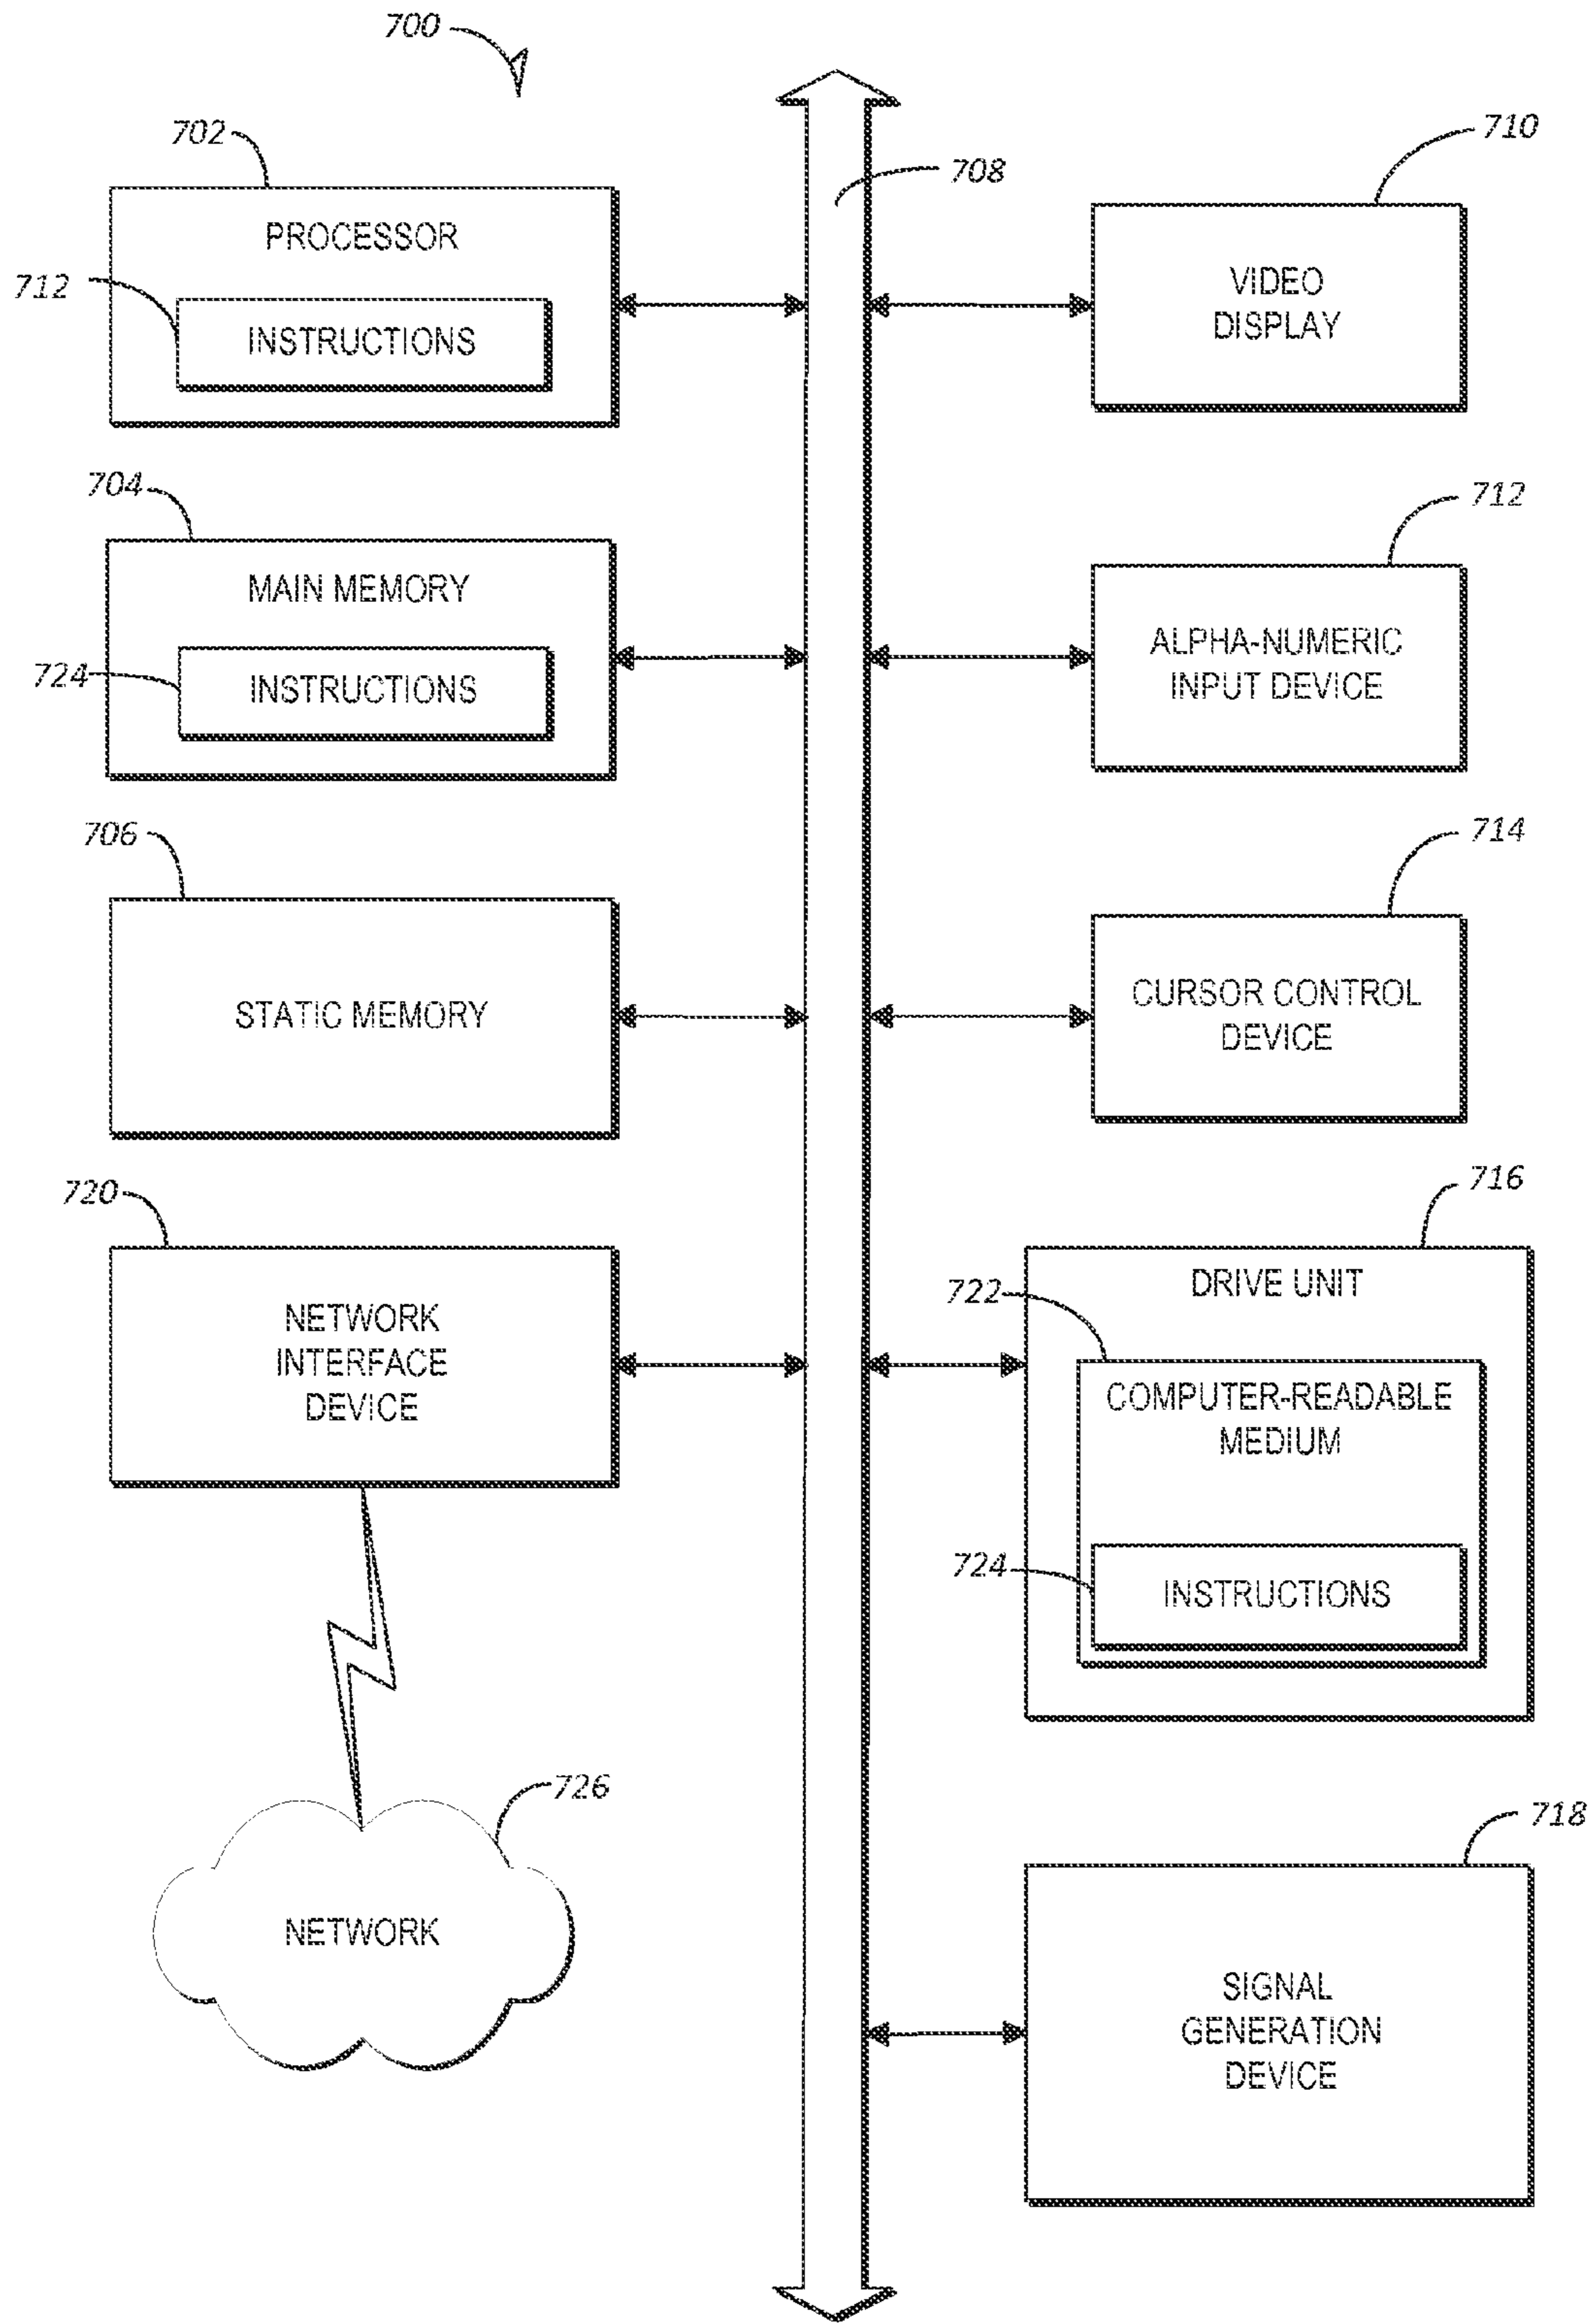 700
702
PROCESSOR
712
INSTRUCTIONS
708
710
VIDEO
DISPLAY
704
MAIN MEMORY
724
INSTRUCTIONS
712
ALPHA-NUMERIC
INPUT DEVICE
706
STATIC MEMORY
714
CURSOR CONTROL
DEVICE
720
NETWORK
INTERFACE
DEVICE
716
DRIVE UNIT
722
COMPUTER-READABLE
MEDIUM
724
INSTRUCTIONS
726
NETWORK
718
SIGNAL
GENERATION
DEVICE